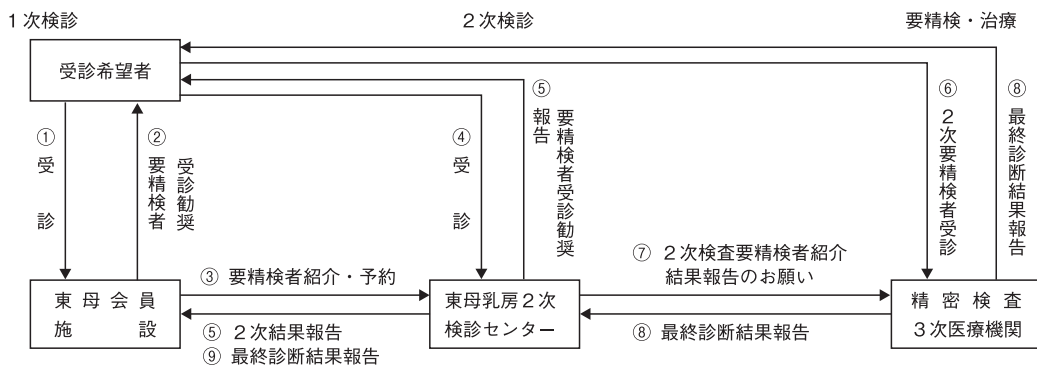 1次検診
2次検診
要精検・治療
受診希望者
①受診
②要精検者
受診勧奨
④受診
⑤報告
要精検者受診勧奨
⑥2次要精検者受診
⑧最終診断結果報告
③ 要精検者紹介・予約
⑦ 2次検査要精検者紹介
結果報告のお願い
東母会員
施設
東母乳房2次
検診センター
精密検査
3次医療機関
⑤ 2次結果報告
⑨ 最終診断結果報告
⑧ 最終診断結果報告